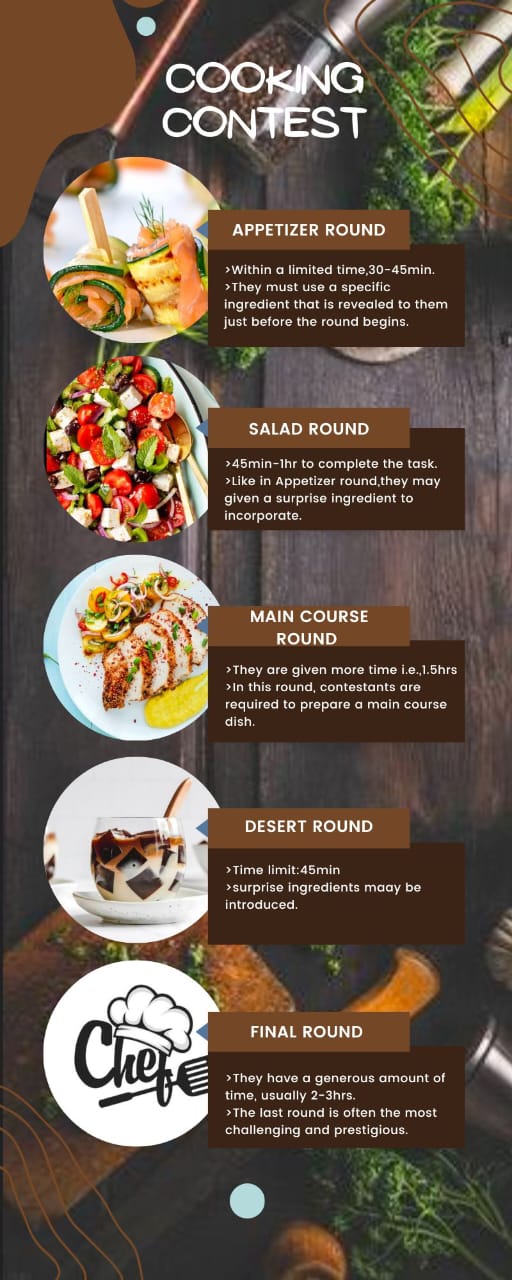 COOKING
CONTEST
APPETIZER ROUND
>Within a limited time,30-45min.
>They must use a specific
ingredient that is revealed to them
just before the round begins.
SALAD ROUND
>45min-1hr to complete the task.
>Like in Appetizer round,they may
given a surprise ingredient to
incorporate.
MAIN COURSE
ROUND
>They are given more time i.e.,1.5hrs
>In this round, contestants are
required to prepare a main course
dish.
DESERT ROUND
>Time limit:45min
>surprise ingredients maay be
introduced.
Chef
FINAL ROUND
>They have a generous amount of
time, usually 2-3hrs.
>The last round is often the most
challenging and prestigious.